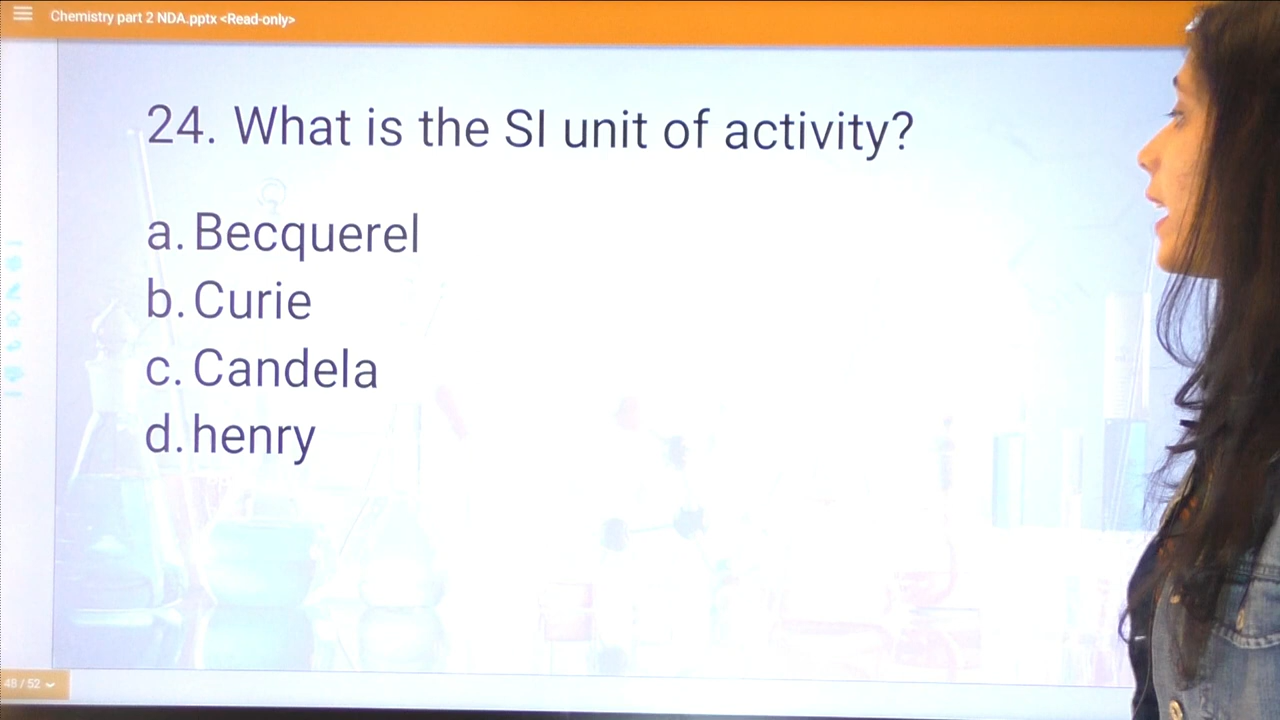 Chemistry part 2 NDA.pptx <Read-only>
24. What is the SI unit of activity?
a. Becquerel
b. Curie
c. Candela
d. henry
48 / 52